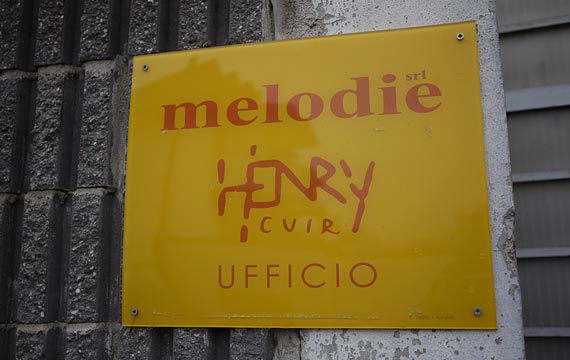 melodie srl
HENRY
CUIR
UFFICIO